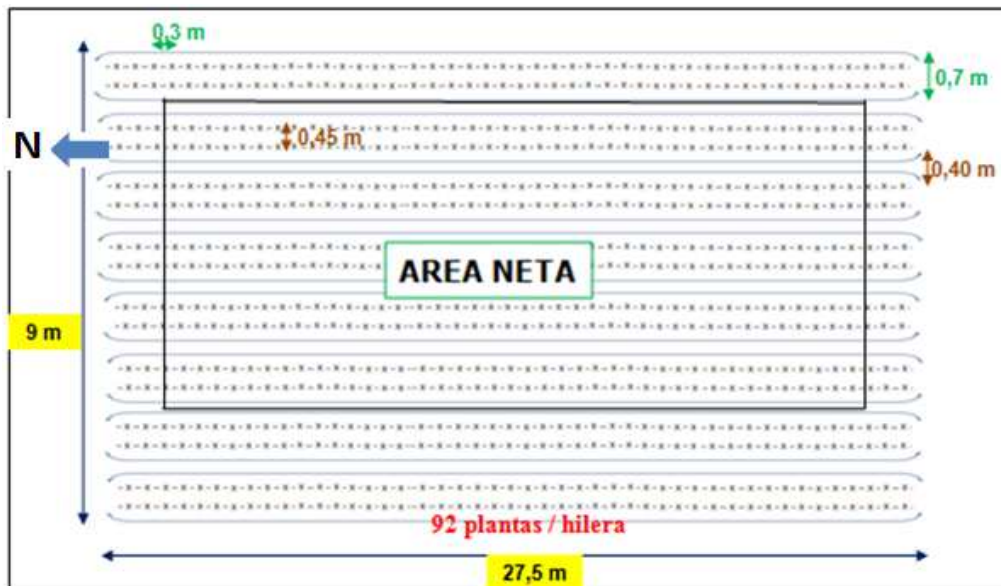 0,3 m
0,7 m
N
0,45 m
0,40 m
AREA NETA
9 m
92 plantas / hilera
27,5 m